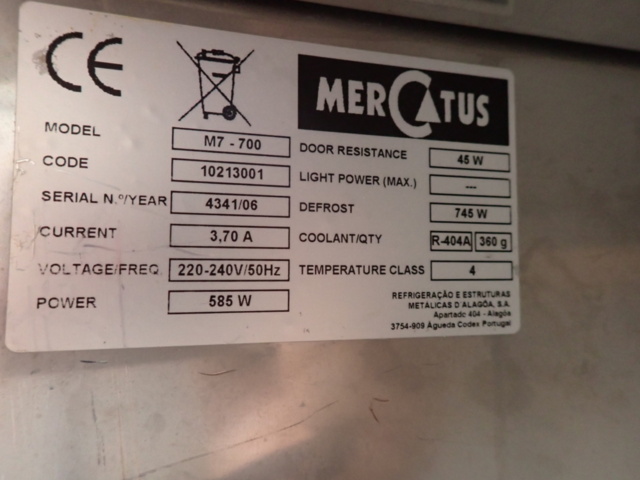 CE
MERCATUS
MODEL M7 - 700
CODE 10213001
SERIAL N.º/YEAR 4341/06
CURRENT 3,70 A
VOLTAGE/FREQ 220-240V/50Hz
POWER 585 W
DOOR RESISTANCE 45 W
LIGHT POWER (MAX.) ---
DEFROST 745 W
COOLANT/QTY R-404A 360 g
TEMPERATURE CLASS 4
REFRIGERAÇÃO E ESTRUTURAS
METÁLICAS D ALAGÔA, S.A.
Apartado 404 - Alagôa
3754-909 Águeda Codex Portugal